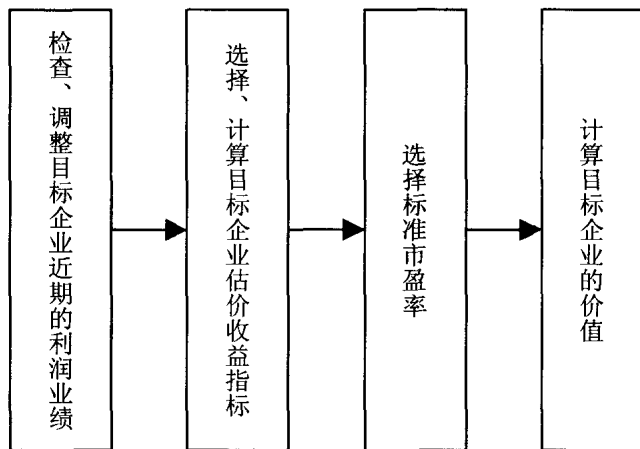 检查、调整目标企业近期的利润业绩
选择、计算目标企业估价收益指标
选择标准市盈率
计算目标企业的价值